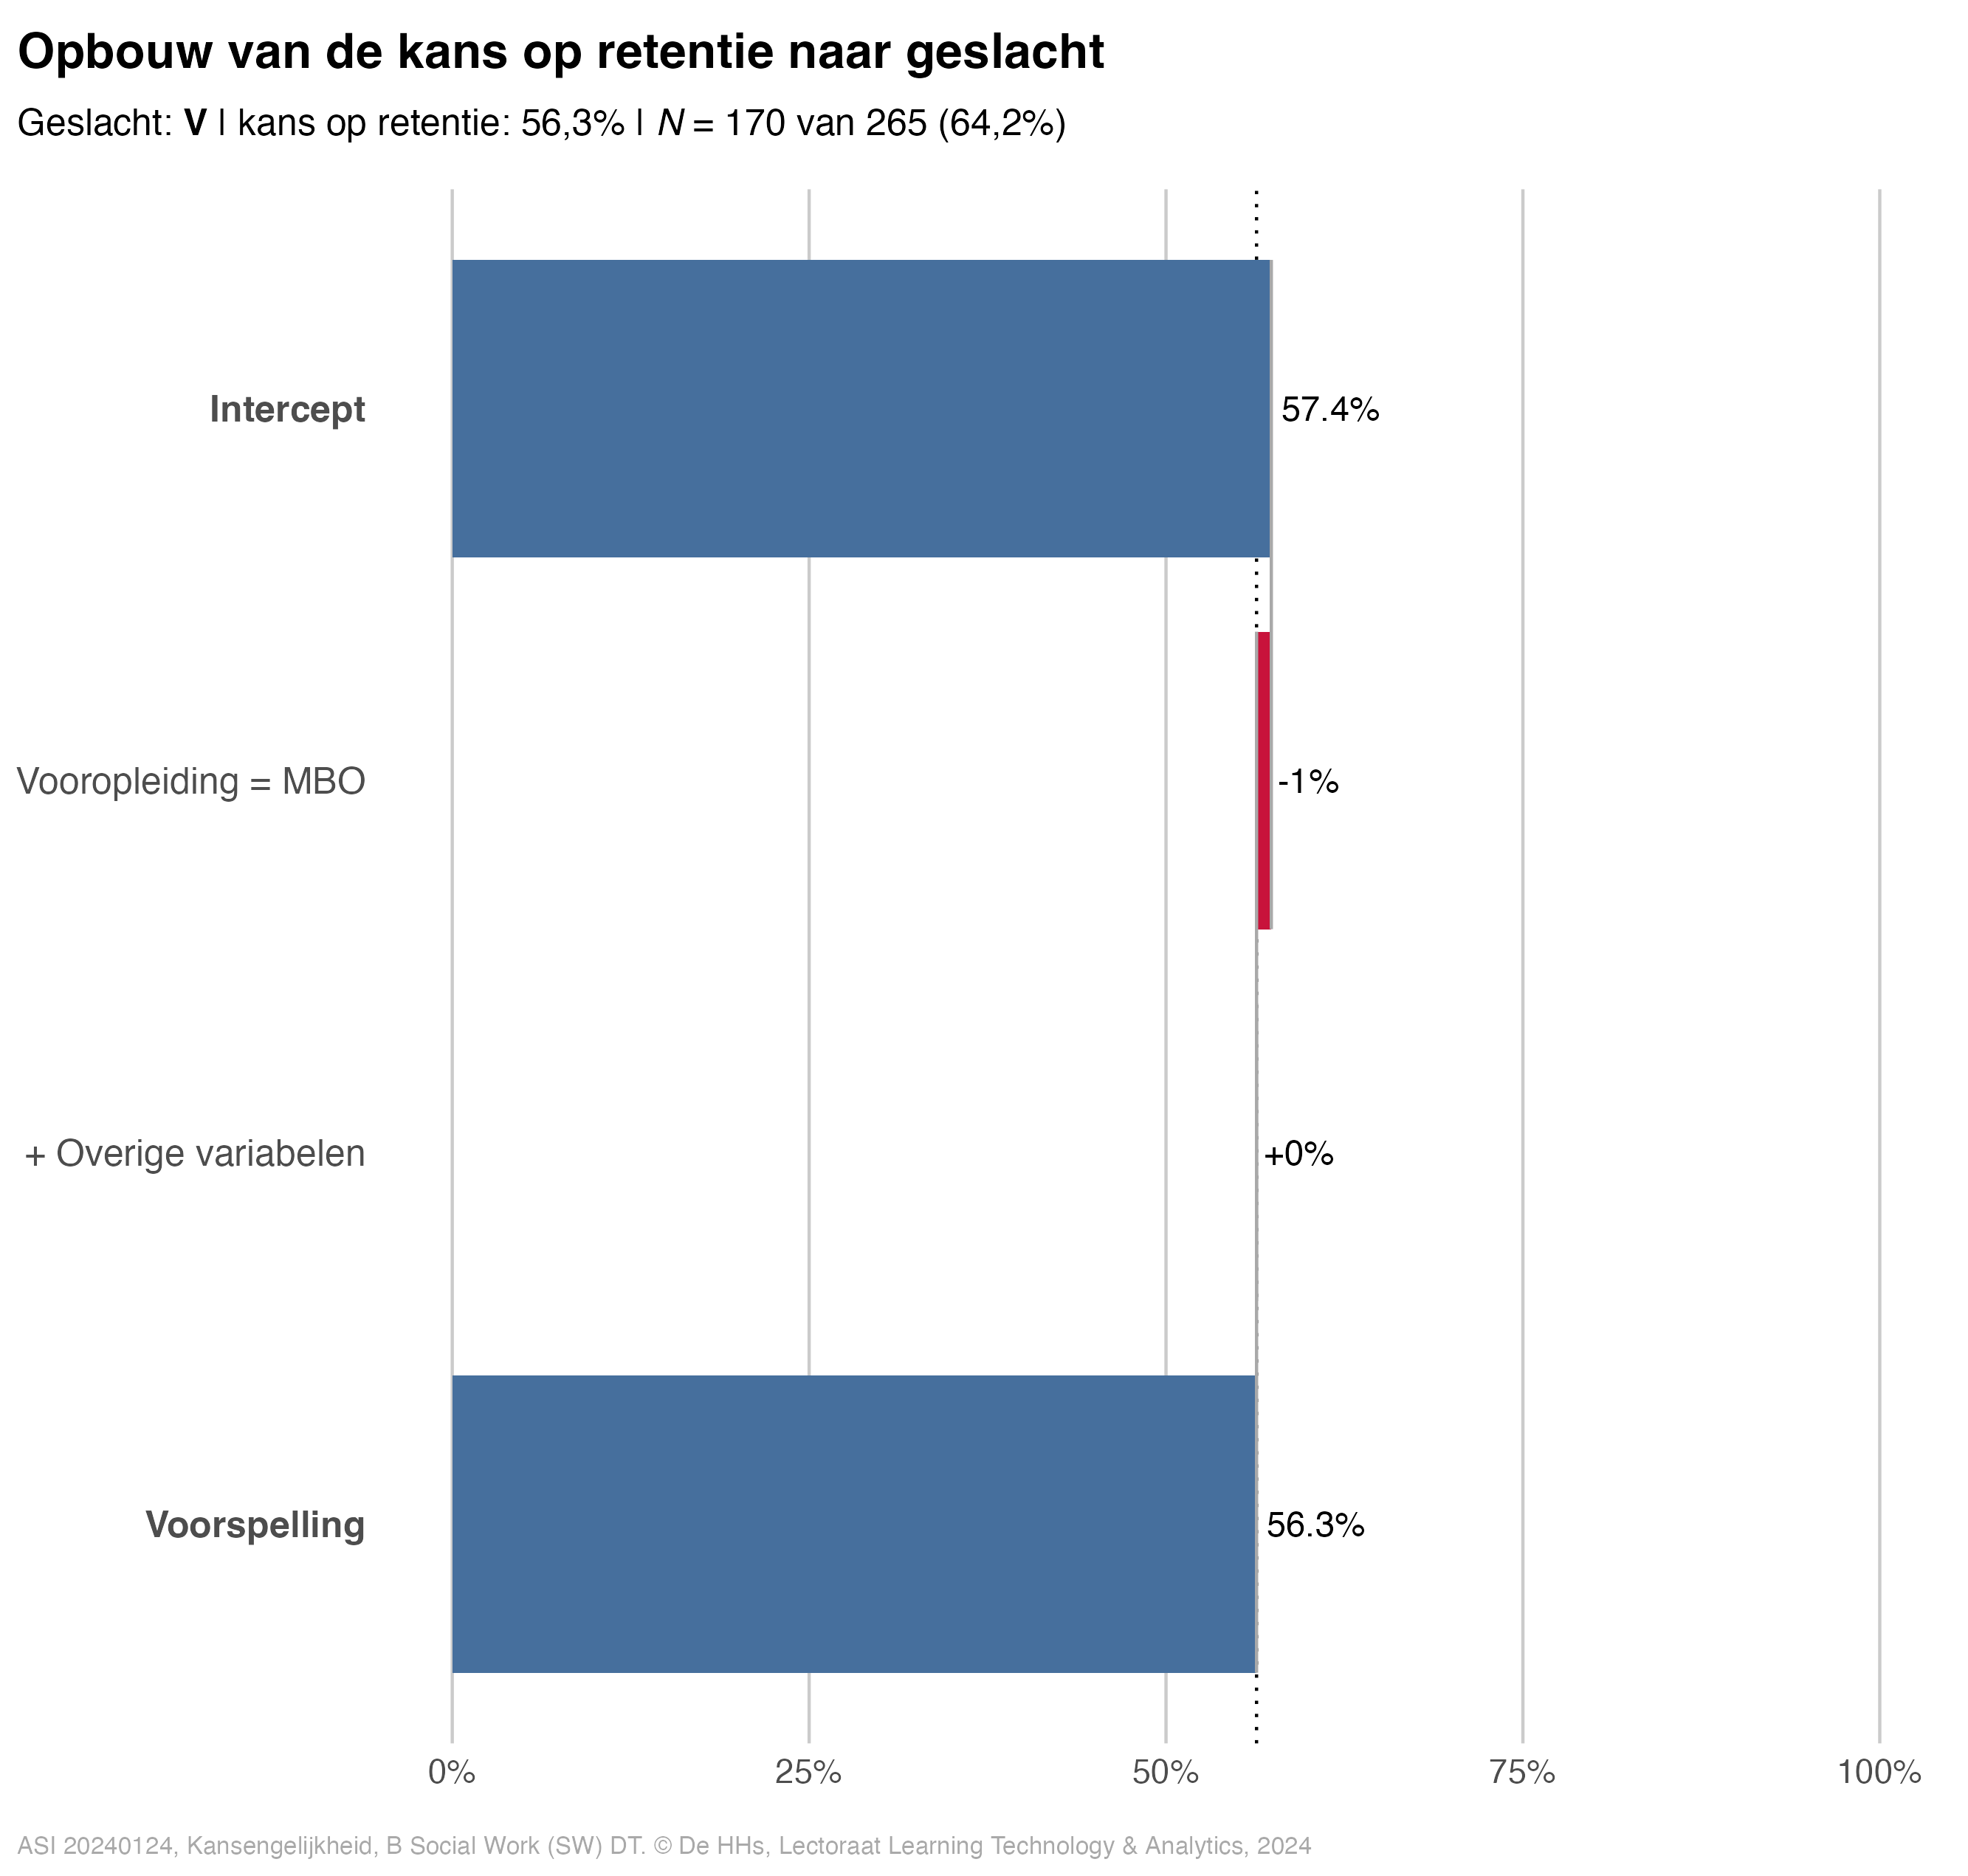 Opbouw van de kans op retentie naar geslacht
Geslacht: V | kans op retentie: 56,3% | N = 170 van 265 (64,2%)
Intercept
57.4%
Vooropleiding = MBO
-1%
+ Overige variabelen
+0%
Voorspelling
56.3%
0% 25% 50% 75% 100%
ASI 20240124, Kansengelijkheid, B Social Work (SW) DT. © De HHs, Lectoraat Learning Technology & Analytics, 2024